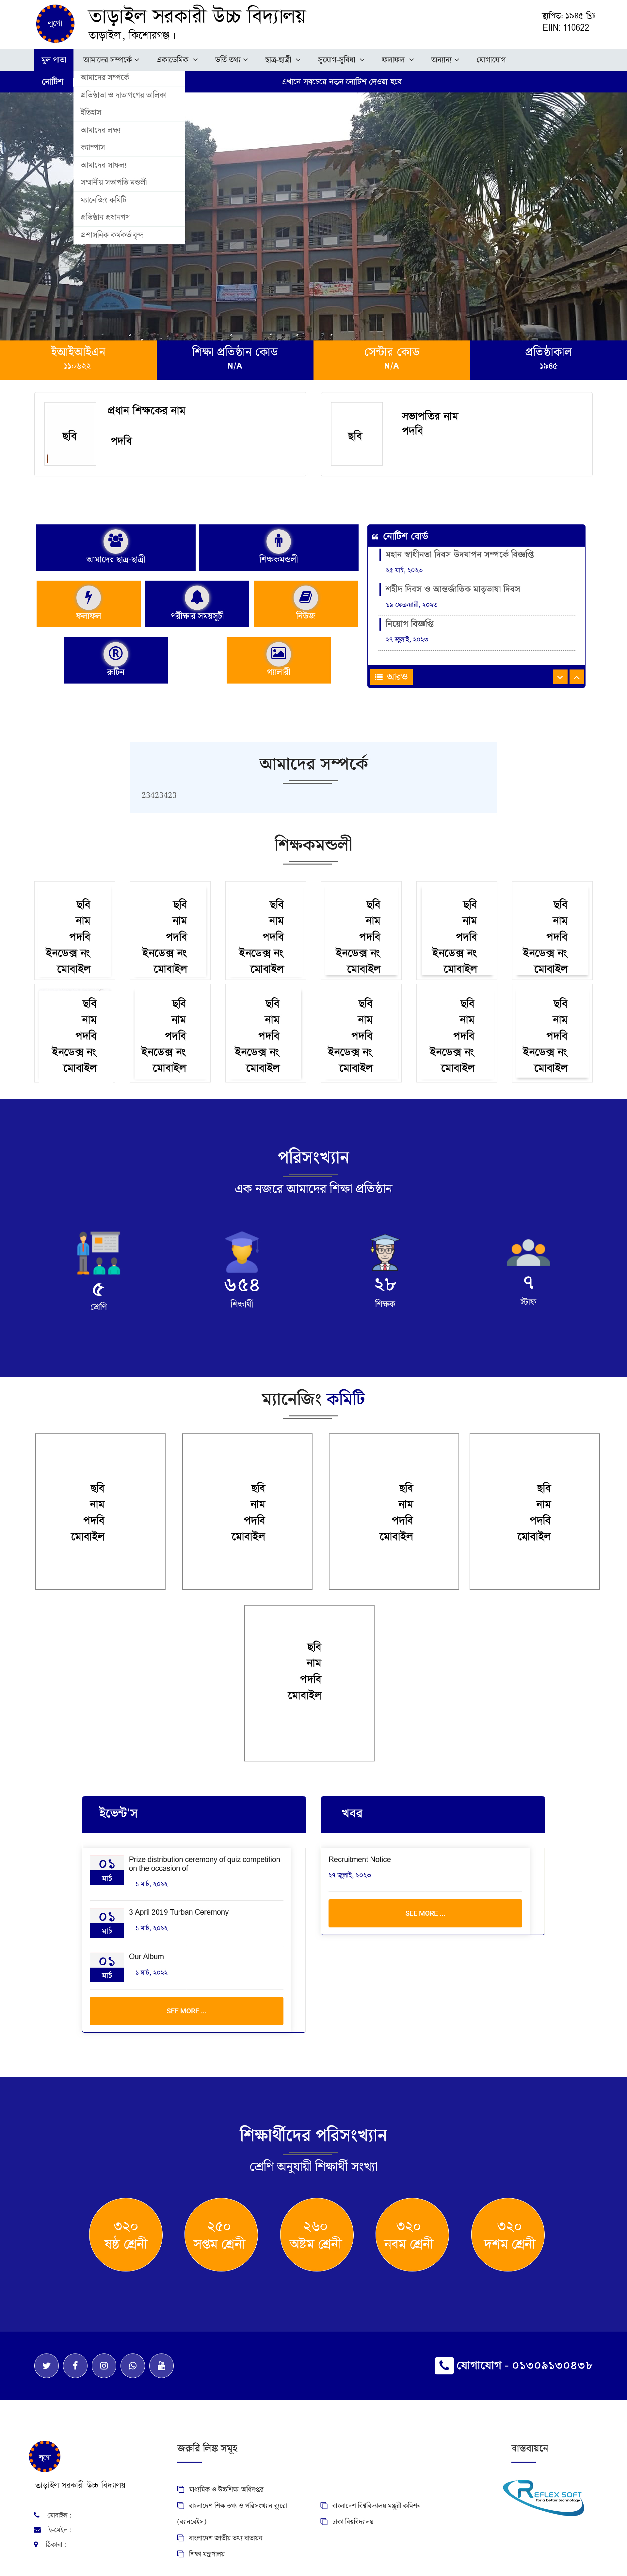 লুগো
তাড়াইল সরকারী উচ্চ বিদ্যালয়
তাড়াইল, কিশোরগঞ্জ।
স্থাপিত: ১৯৪৫ খ্রিঃ
EIIN: 110622
মুল পাতা আমাদের সম্পর্কে একাডেমিক ভর্তি তথ্য ছাত্র-ছাত্রী সুযোগ-সুবিধা ফলাফল অন্যান্য যোগাযোগ
নোটিশ এখানে সবচেয়ে নতুন নোটিশ দেওয়া হবে
আমাদের সম্পর্কে
প্রতিষ্ঠাতা ও দাতাগণের তালিকা
ইতিহাস
আমাদের লক্ষ্য
ক্যাম্পাস
আমাদের সাফল্য
সম্মানীয় সভাপতি মন্ডলী
ম্যানেজিং কমিটি
প্রতিষ্ঠান প্রধানগণ
প্রশাসনিক কর্মকর্তাবৃন্দ
ইআইআইএন শিক্ষা প্রতিষ্ঠান কোড সেন্টার কোড প্রতিষ্ঠাকাল
১১০৬২২ N/A N/A ১৯৪৫
ছবি
প্রধান শিক্ষকের নাম
পদবি
ছবি
সভাপতির নাম
পদবি
আমাদের ছাত্র-ছাত্রী শিক্ষকমন্ডলী
ফলাফল পরীক্ষার সময়সূচী নিউজ
রুটিন গ্যালারী
নোটিশ বোর্ড
মহান স্বাধীনতা দিবস উদযাপন সম্পর্কে বিজ্ঞপ্তি
২৫ মার্চ, ২০২৩
শহীদ দিবস ও আন্তর্জাতিক মাতৃভাষা দিবস
১৯ ফেব্রুয়ারী, ২০২৩
নিয়োগ বিজ্ঞপ্তি
২৭ জুলাই, ২০২৩
আরও
আমাদের সম্পর্কে
23423423
শিক্ষকমন্ডলী
ছবি ছবি ছবি ছবি ছবি ছবি
নাম নাম নাম নাম নাম নাম
পদবি পদবি পদবি পদবি পদবি পদবি
ইনডেক্স নং ইনডেক্স নং ইনডেক্স নং ইনডেক্স নং ইনডেক্স নং ইনডেক্স নং
মোবাইল মোবাইল মোবাইল মোবাইল মোবাইল মোবাইল
ছবি ছবি ছবি ছবি ছবি ছবি
নাম নাম নাম নাম নাম নাম
পদবি পদবি পদবি পদবি পদবি পদবি
ইনডেক্স নং ইনডেক্স নং ইনডেক্স নং ইনডেক্স নং ইনডেক্স নং ইনডেক্স নং
মোবাইল মোবাইল মোবাইল মোবাইল মোবাইল মোবাইল
পরিসংখ্যান
এক নজরে আমাদের শিক্ষা প্রতিষ্ঠান
৫ ৬৫৪ ২৮ ৭
শ্রেণি শিক্ষার্থী শিক্ষক স্টাফ
ম্যানেজিং কমিটি
ছবি ছবি ছবি ছবি
নাম নাম নাম নাম
পদবি পদবি পদবি পদবি
মোবাইল মোবাইল মোবাইল মোবাইল
ছবি
নাম
পদবি
মোবাইল
ইভেন্ট'স
০১ মার্চ
Prize distribution ceremony of quiz competition
on the occasion of
১ মার্চ, ২০২২
০১ মার্চ
3 April 2019 Turban Ceremony
১ মার্চ, ২০২২
০১ মার্চ
Our Album
১ মার্চ, ২০২২
SEE MORE ...
খবর
Recruitment Notice
২৭ জুলাই, ২০২৩
SEE MORE ...
শিক্ষার্থীদের পরিসংখ্যান
শ্রেণি অনুযায়ী শিক্ষার্থী সংখ্যা
৩২০ ২৫০ ২৬০ ৩২০ ৩২০
ষষ্ঠ শ্রেনী সপ্তম শ্রেনী অষ্টম শ্রেনী নবম শ্রেনী দশম শ্রেনী
যোগাযোগ - ০১৩০৯১৩০৪৩৮
লুগো
তাড়াইল সরকারী উচ্চ বিদ্যালয়
মোবাইল :
ই-মেইল :
ঠিকানা :
জরুরি লিঙ্ক সমূহ
মাধ্যমিক ও উচ্চশিক্ষা অধিদপ্তর
বাংলাদেশ শিক্ষাতথ্য ও পরিসংখ্যান ব্যুরো
(ব্যানবেইস)
বাংলাদেশ জাতীয় তথ্য বাতায়ন
শিক্ষা মন্ত্রণালয়
বাংলাদেশ বিশ্ববিদ্যালয় মঞ্জুরী কমিশন
ঢাকা বিশ্ববিদ্যালয়
বাস্তবায়নে
REFLEX SOFT
For a better technology